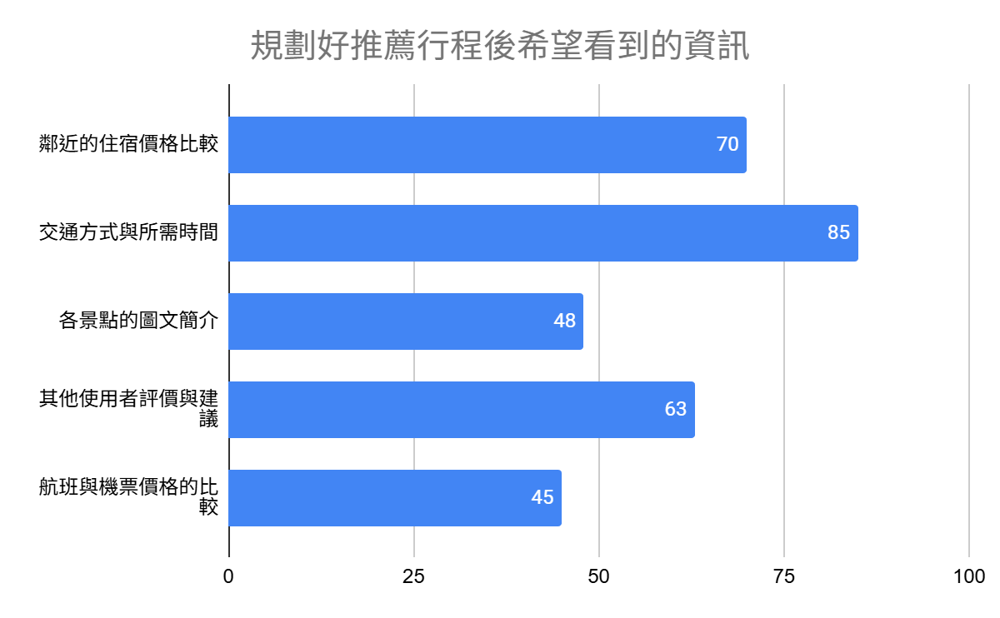 規劃好推薦行程後希望看到的資訊
鄰近的住宿價格比較
70
交通方式與所需時間
85
各景點的圖文簡介
48
其他使用者評價與建
議
63
航班與機票價格的比
較
45
0
25
50
75
100